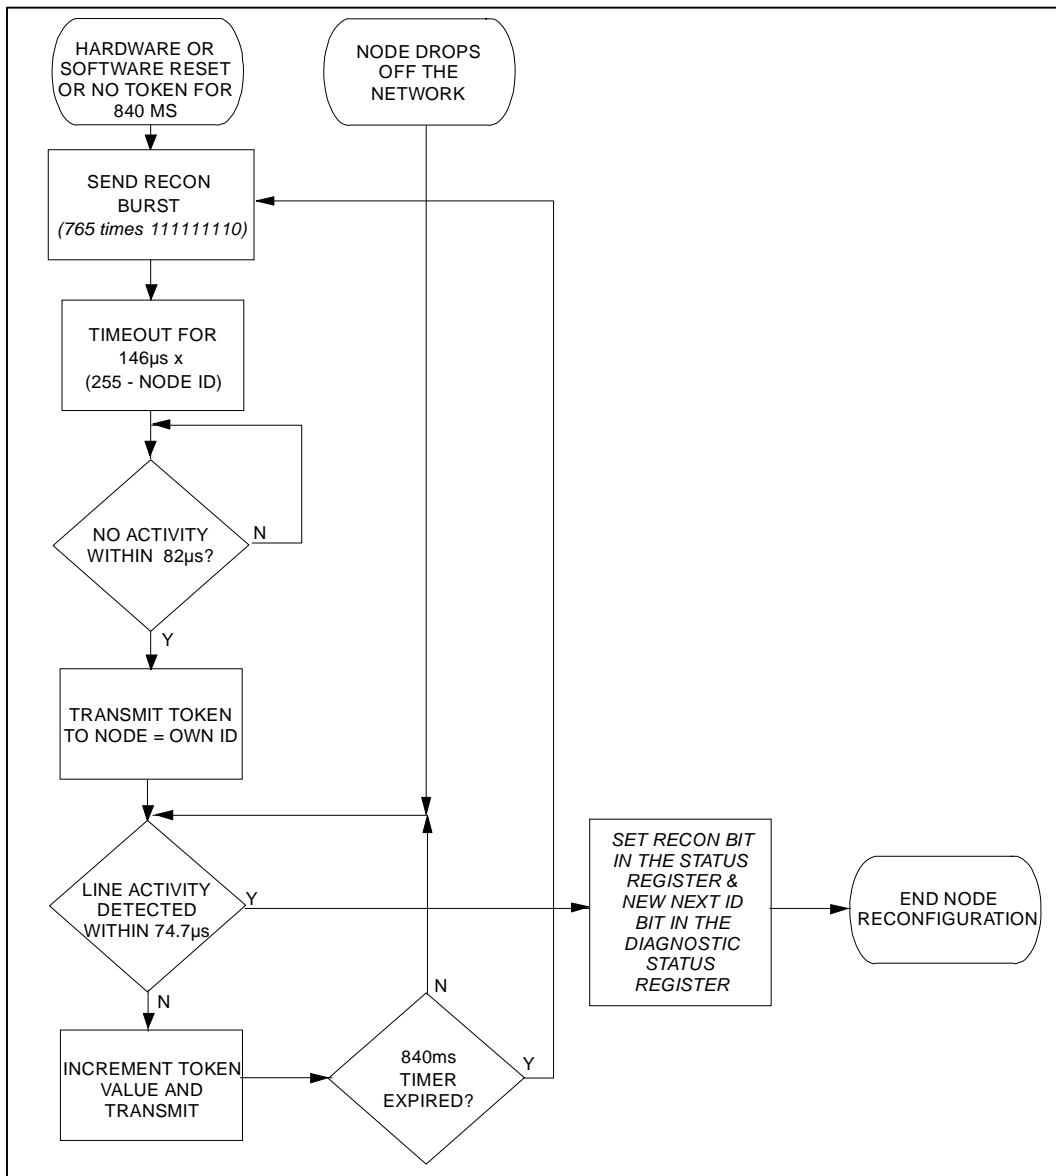 HARDWARE OR
SOFTWARE RESET
OR NO TOKEN FOR
840 MS
NODE DROPS
OFF THE
NETWORK
SEND RECON
BURST
(765 times 111111110)
TIMEOUT FOR
146µs x
(255 - NODE ID)
NO ACTIVITY
WITHIN 82µs?
N
Y
TRANSMIT TOKEN
TO NODE = OWN ID
LINE ACTIVITY
DETECTED
WITHIN 74.7µs
Y
N
SET RECON BIT
IN THE STATUS
REGISTER &
NEW NEXT ID
BIT IN THE
DIAGNOSTIC
STATUS
REGISTER
END NODE
RECONFIGURATION
INCREMENT TOKEN
VALUE AND
TRANSMIT
N
840ms
TIMER
EXPIRED?
Y